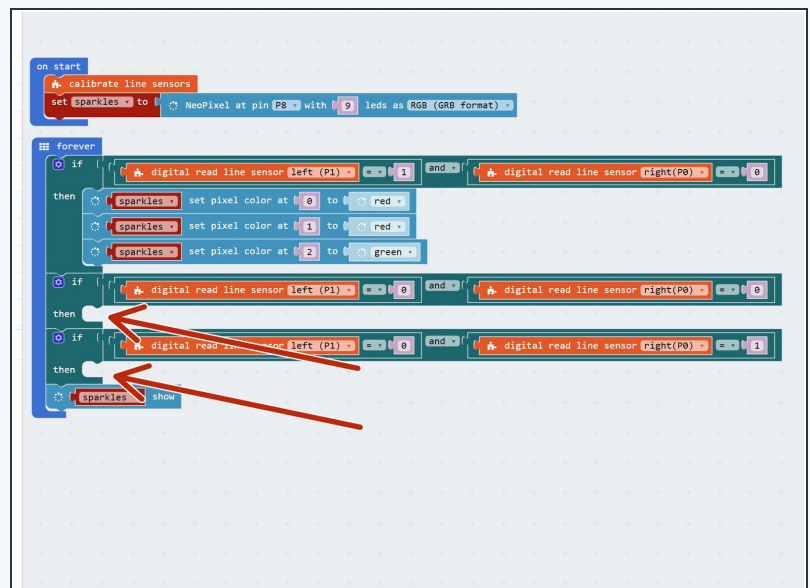 on start
calibrate line sensors
set sparkles to NeoPixel at pin P8 with 9 leds as RGB (GRB format)
forever
if digital read line sensor left (P1) = 1 and digital read line sensor right(P0) = 0
then sparkles set pixel color at 0 to red
sparkles set pixel color at 1 to red
sparkles set pixel color at 2 to green
if digital read line sensor left (P1) = 0 and digital read line sensor right(P0) = 0
then
if digital read line sensor left (P1) = 0 and digital read line sensor right(P0) = 1
then
sparkles show